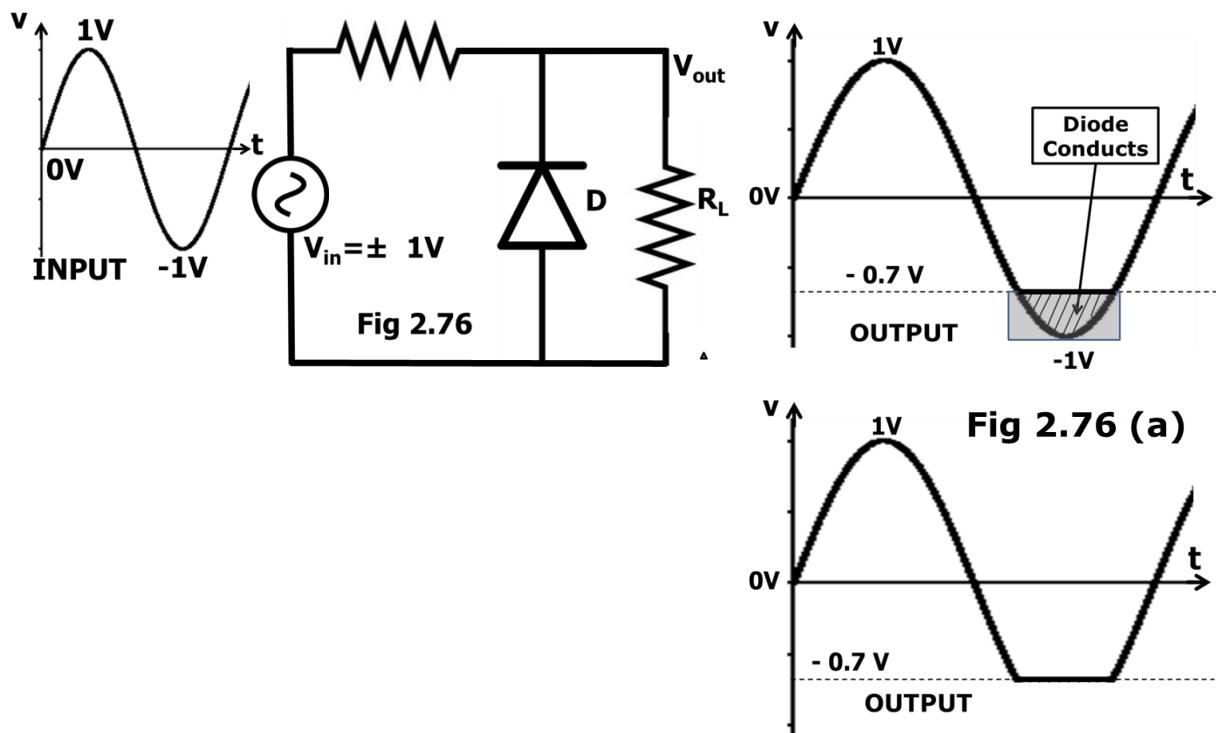 v
1V
0V
t
INPUT
-1V
V_in=± 1V
Fig 2.76
D
V_out
R_L
v
1V
Diode
Conducts
t
0V
- 0.7 V
OUTPUT
-1V
Fig 2.76 (a)
v
1V
t
0V
- 0.7 V
OUTPUT